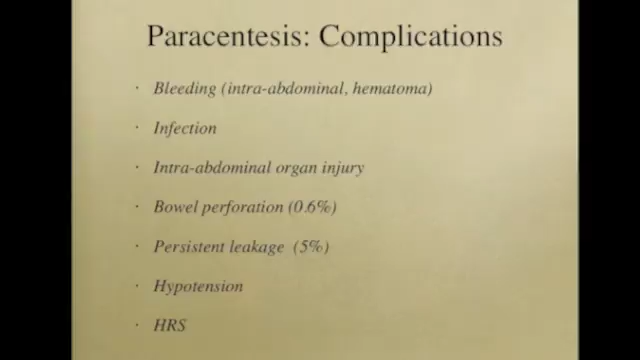 Paracentesis: Complications
· Bleeding (intra-abdominal, hematoma)
· Infection
· Intra-abdominal organ injury
· Bowel perforation (0.6%)
· Persistent leakage (5%)
· Hypotension
· HRS